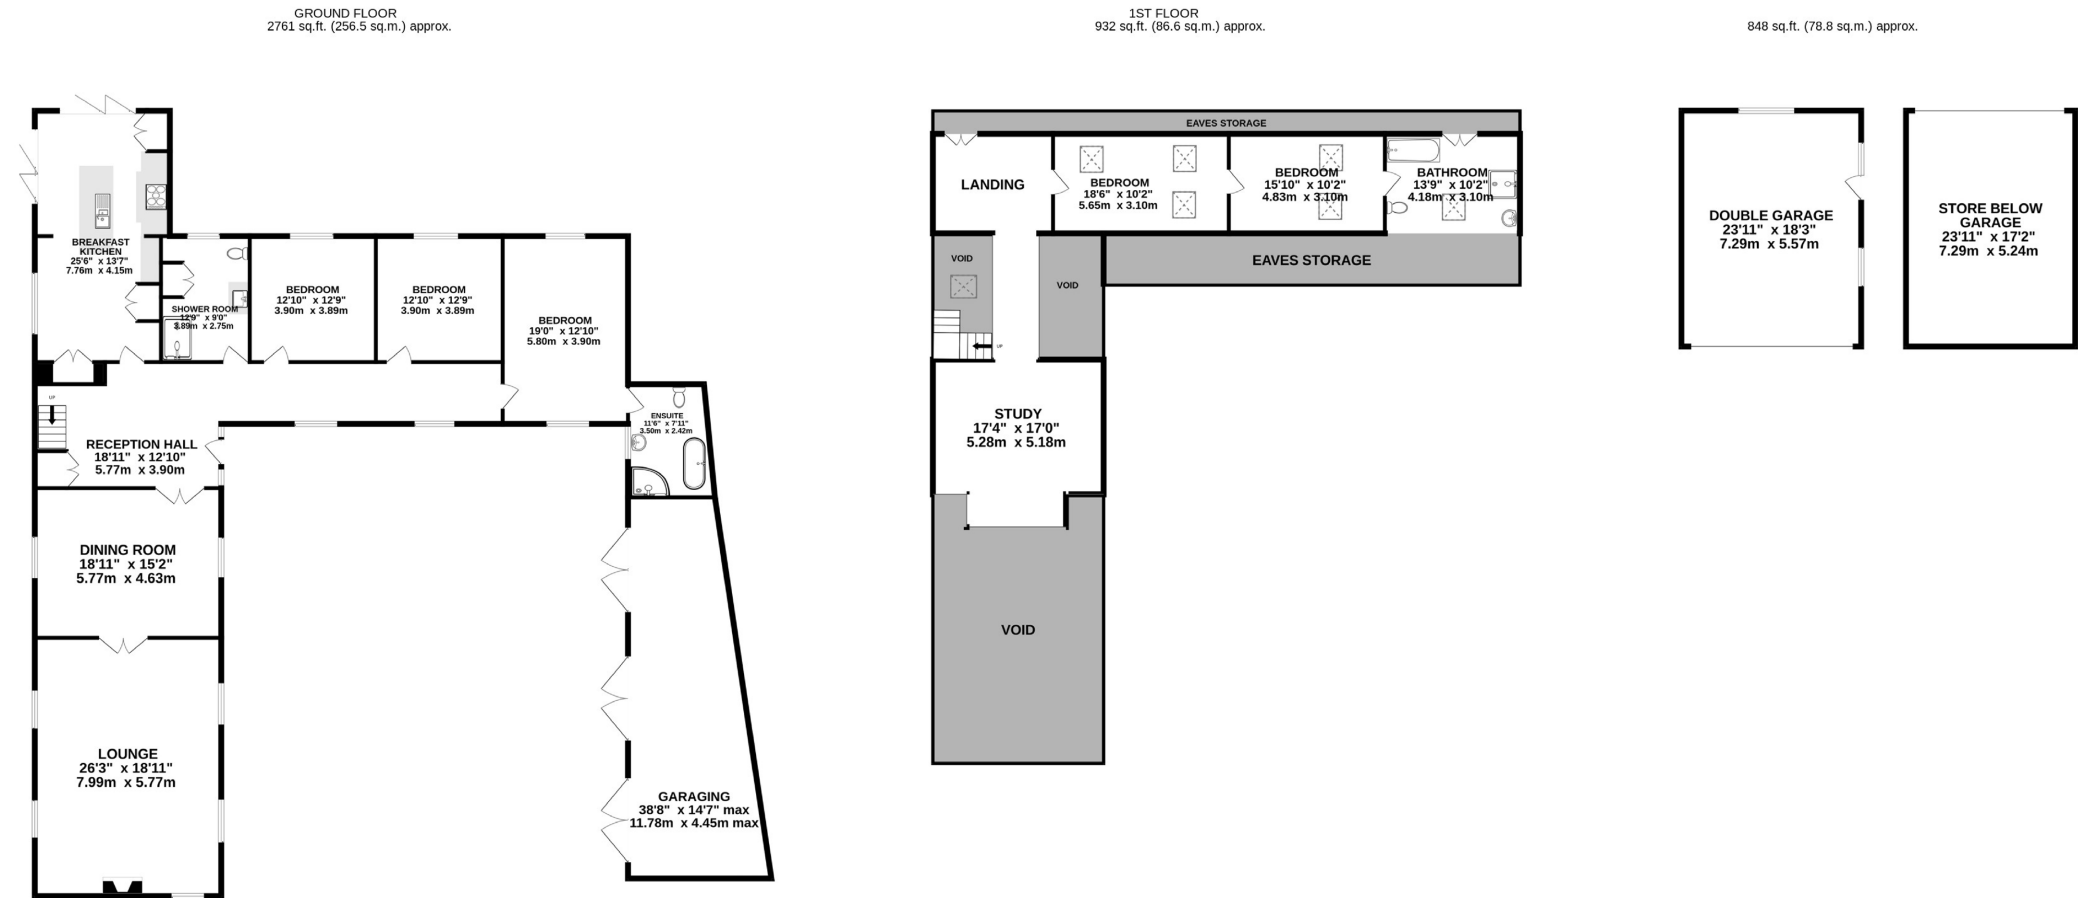 GROUND FLOOR
2761 sq.ft. (256.5 sq.m.) approx.
BREAKFAST
KITCHEN
25'6" x 13'7"
7.76m x 4.15m
SHOWER ROOM
12'9" x 9'0"
3.89m x 2.75m
BEDROOM
12'10" x 12'9"
3.90m x 3.89m
BEDROOM
12'10" x 12'9"
3.90m x 3.89m
BEDROOM
19'0" x 12'10"
5.80m x 3.90m
ENSUITE
11'6" x 7'11"
3.50m x 2.42m
UP
RECEPTION HALL
18'11" x 12'10"
5.77m x 3.90m
DINING ROOM
18'11" x 15'2"
5.77m x 4.63m
LOUNGE
26'3" x 18'11"
7.99m x 5.77m
GARAGING
38'8" x 14'7" max
11.78m x 4.45m max
1ST FLOOR
932 sq.ft. (86.6 sq.m.) approx.
EAVES STORAGE
LANDING
BEDROOM
18'6" x 10'2"
5.65m x 3.10m
BEDROOM
15'10" x 10'2"
4.83m x 3.10m
BATHROOM
13'9" x 10'2"
4.18m x 3.10m
VOID
VOID
EAVES STORAGE
UP
STUDY
17'4" x 17'0"
5.28m x 5.18m
VOID
848 sq.ft. (78.8 sq.m.) approx.
DOUBLE GARAGE
23'11" x 18'3"
7.29m x 5.57m
STORE BELOW
GARAGE
23'11" x 17'2"
7.29m x 5.24m